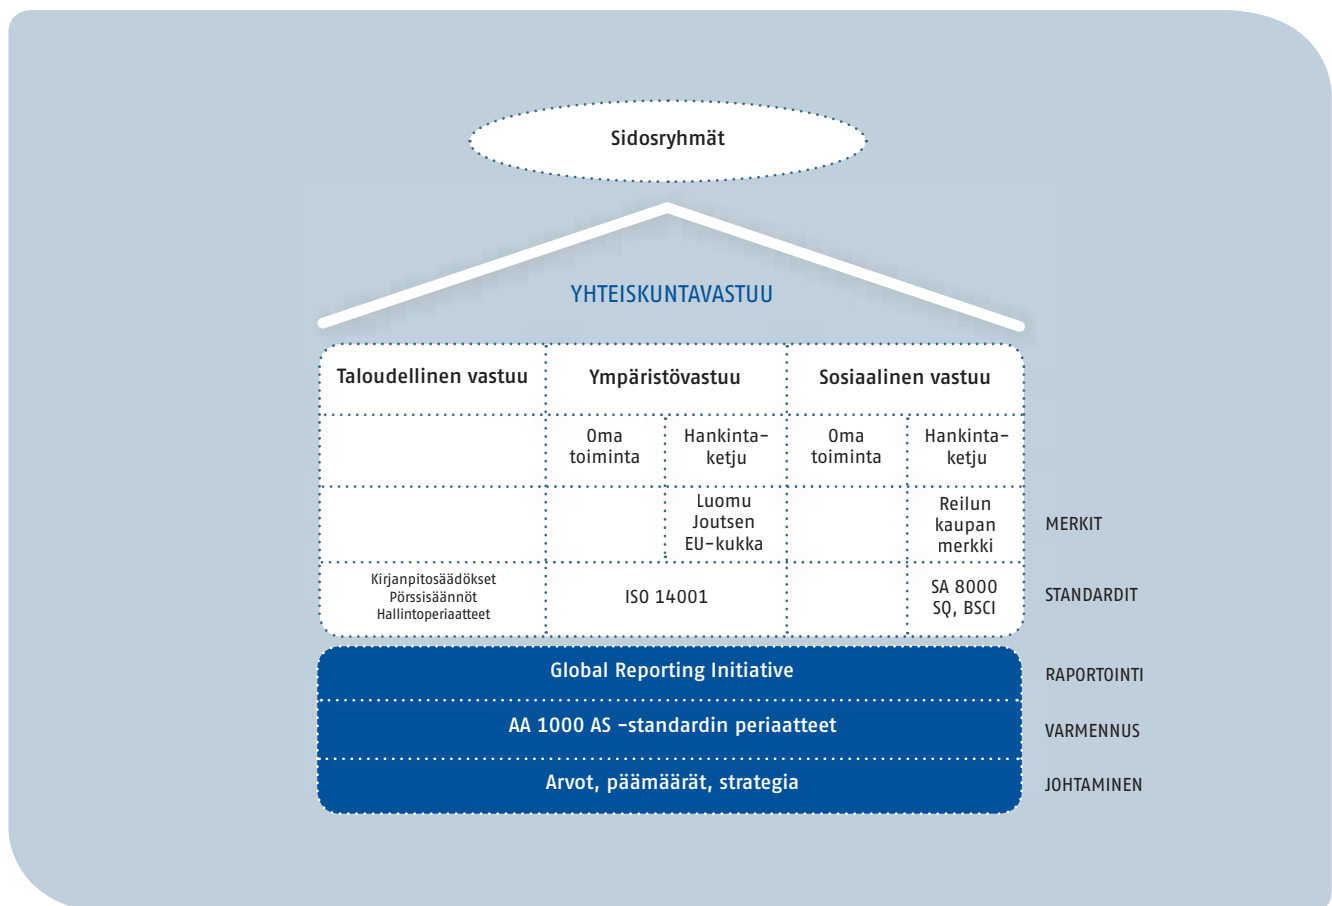 Sidosryhmät
YHTEISKUNTAVASTUU
Taloudellinen vastuu
Ympäristövastuu
Sosiaalinen vastuu
Oma
toiminta
Hankinta-
ketju
Oma
toiminta
Hankinta-
ketju
Luomu
Joutsen
EU-kukka
Reilun
kaupan
merkki
MERKIT
Kirjanpitosäädökset
Pörssisäännöt
Hallintoperiaatteet
ISO 14001
SA 8000
SQ, BSCI
STANDARDIT
Global Reporting Initiative
RAPORTOINTI
AA 1000 AS -standardin periaatteet
VARMENNUS
Arvot, päämäärät, strategia
JOHTAMINEN